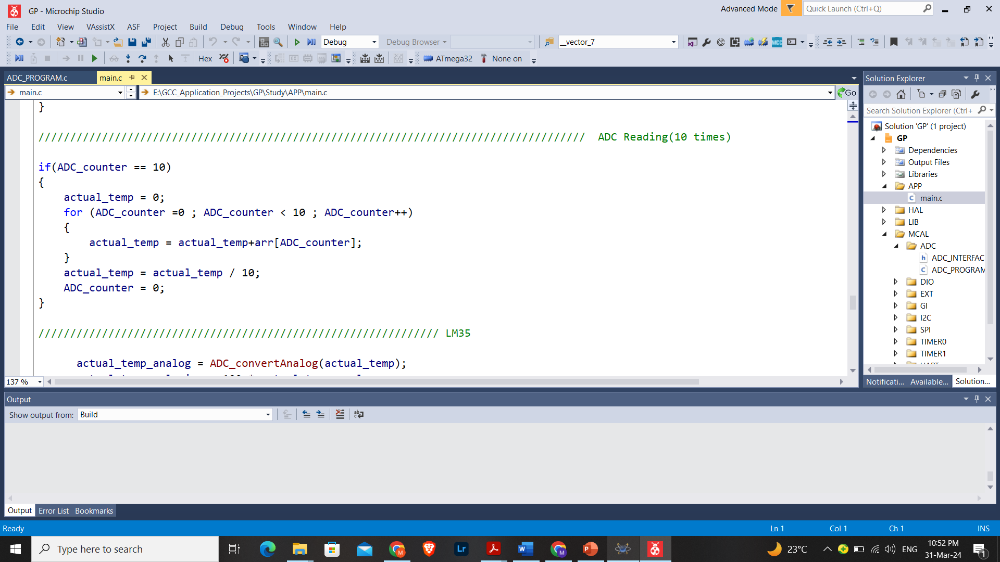 GP - Microchip Studio
Advanced Mode
Quick Launch (Ctrl+Q)
File Edit View VAssistX ASF Project Build Debug Tools Window Help
Debug
Debug Browser
__vector_7
Hex
ATmega32
None on
ADC_PROGRAM.c
main.c
main.c
E:\GCC_Application_Projects\GP\Study\APP\main.c
Go
}
////////////////////////////////////////////////////////////////////////////////////// ADC Reading(10 times)
if(ADC_counter == 10)
{
actual_temp = 0;
for (ADC_counter =0 ; ADC_counter < 10 ; ADC_counter++)
{
actual_temp = actual_temp+arr[ADC_counter];
}
actual_temp = actual_temp / 10;
ADC_counter = 0;
}
/////////////////////////////////////////////////////////////// LM35
actual_temp_analog = ADC_convertAnalog(actual_temp);
137 %
Solution Explorer
Search Solution Explorer (Ctrl+
Solution 'GP' (1 project)
GP
Dependencies
Output Files
Libraries
APP
main.c
HAL
LIB
MCAL
ADC
ADC_INTERFAC
ADC_PROGRAM
DIO
EXT
GI
I2C
SPI
TIMER0
TIMER1
Notificati... Available... Solution...
Output
Show output from: Build
Output Error List Bookmarks
Ready
Ln 1 Col 1 Ch 1 INS
Type here to search
23°C
ENG
10:52 PM
31-Mar-24
1